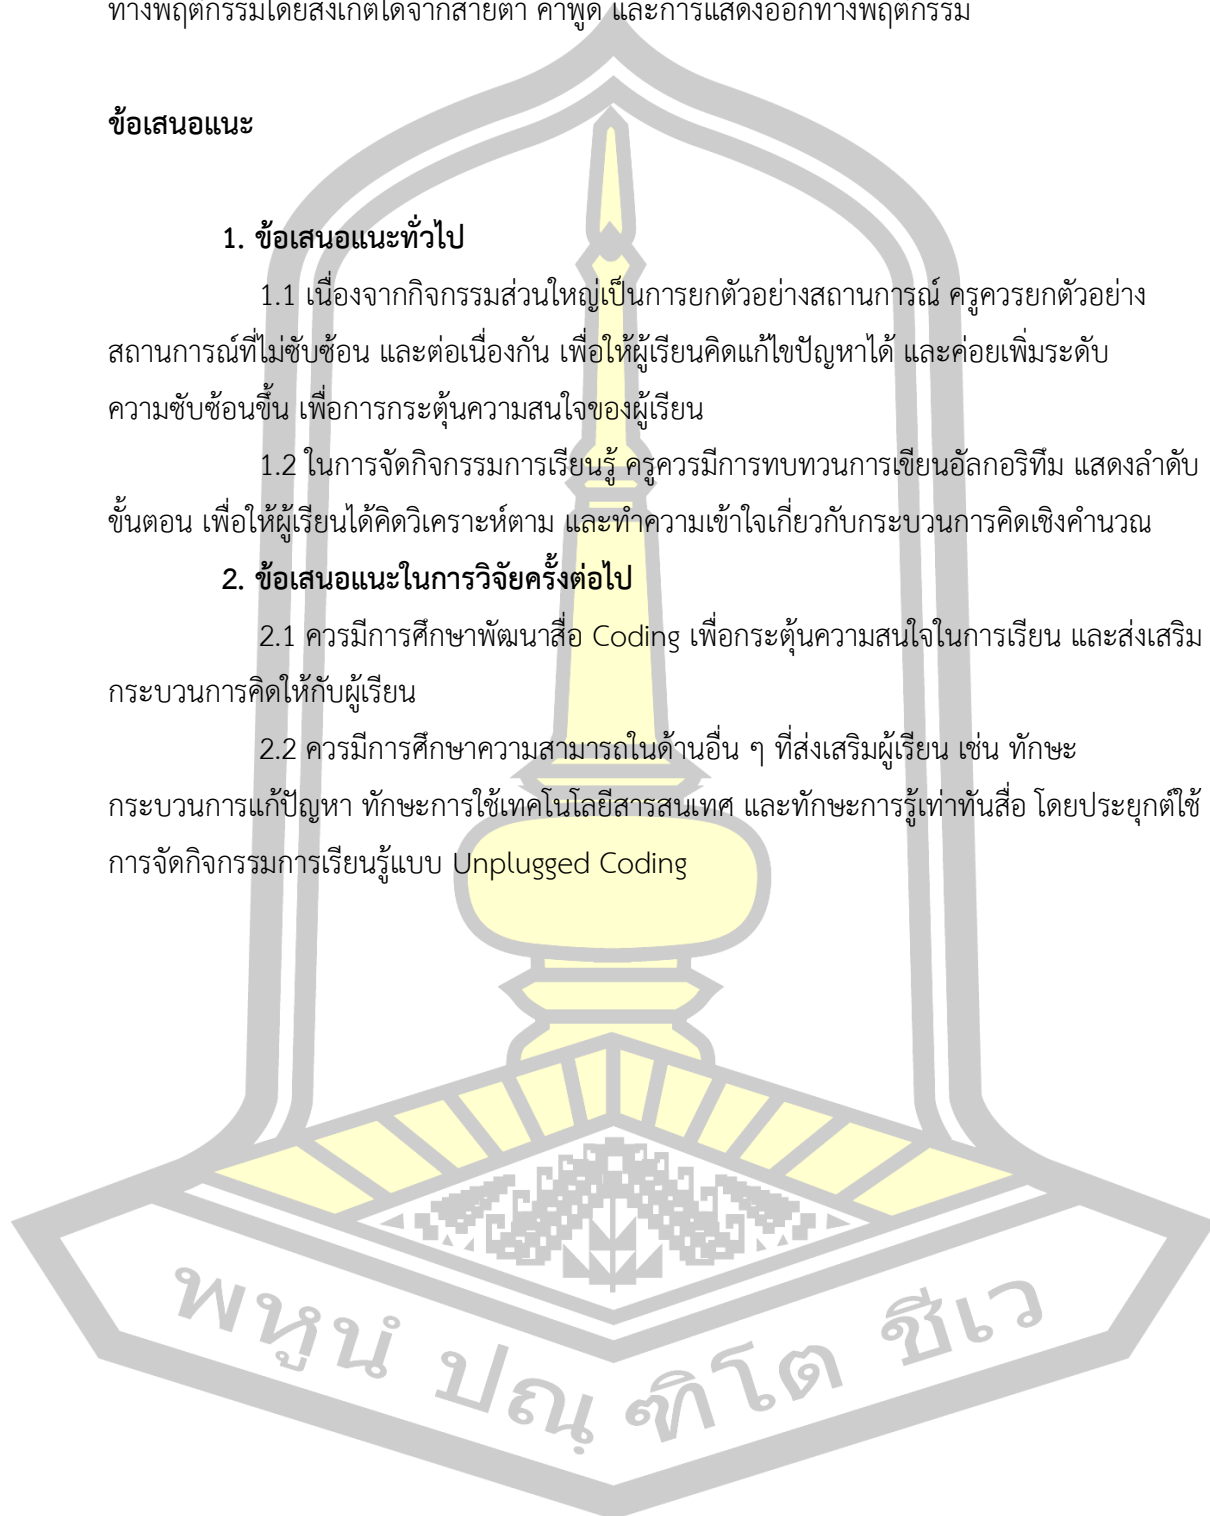 ทางพฤติกรรมโดยสังเกตได้จากสายตา คำพูด และการแสดงออกทางพฤติกรรม
ข้อเสนอแนะ
1. ข้อเสนอแนะทั่วไป
1.1 เนื่องจากกิจกรรมส่วนใหญ่เป็นการยกตัวอย่างสถานการณ์ ครูควรยกตัวอย่าง
สถานการณ์ที่ไม่ซับซ้อน และต่อเนื่องกัน เพื่อให้ผู้เรียนคิดแก้ไขปัญหาได้ และค่อยเพิ่มระดับ
ความซับซ้อนขึ้น เพื่อการกระตุ้นความสนใจของผู้เรียน
1.2 ในการจัดกิจกรรมการเรียนรู้ ครูควรมีการทบทวนการเขียนอัลกอริทึม แสดงลำดับ
ขั้นตอน เพื่อให้ผู้เรียนได้คิดวิเคราะห์ตาม และทำความเข้าใจเกี่ยวกับกระบวนการคิดเชิงคำนวณ
2. ข้อเสนอแนะในการวิจัยครั้งต่อไป
2.1 ควรมีการศึกษาพัฒนาสื่อ Coding เพื่อกระตุ้นความสนใจในการเรียน และส่งเสริม
กระบวนการคิดให้กับผู้เรียน
2.2 ควรมีการศึกษาความสามารถในด้านอื่น ๆ ที่ส่งเสริมผู้เรียน เช่น ทักษะ
กระบวนการแก้ปัญหา ทักษะการใช้เทคโนโลยีสารสนเทศ และทักษะการรู้เท่าทันสื่อ โดยประยุกต์ใช้
การจัดกิจกรรมการเรียนรู้แบบ Unplugged Coding
พหูนํ ปณฺ ฑิโต ชีเว